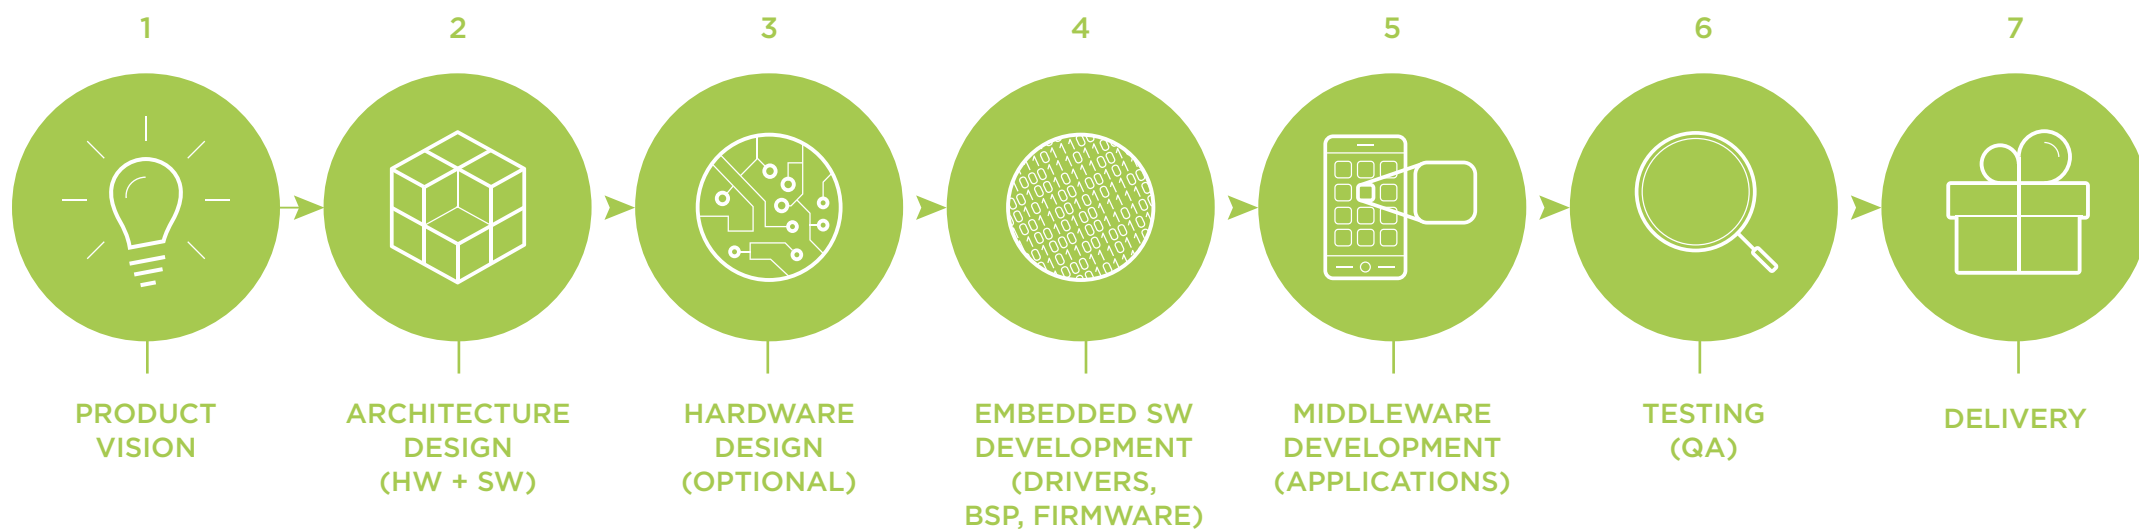 1
2
3
4
5
6
7
PRODUCT
VISION
ARCHITECTURE
DESIGN
(HW + SW)
HARDWARE
DESIGN
(OPTIONAL)
EMBEDDED SW
DEVELOPMENT
(DRIVERS,
BSP, FIRMWARE)
MIDDLEWARE
DEVELOPMENT
(APPLICATIONS)
TESTING
(QA)
DELIVERY